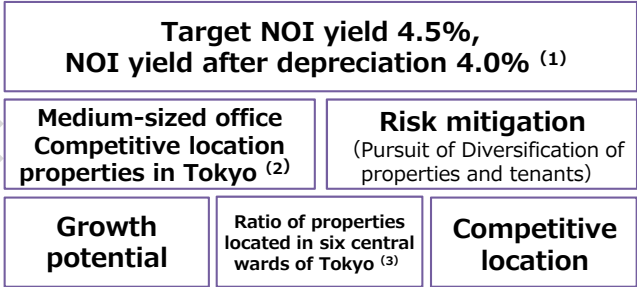 Target NOI yield 4.5%,
NOI yield after depreciation 4.0% (1)
Medium-sized office
Competitive location
properties in Tokyo (2)
Risk mitigation
（Pursuit of Diversification of
properties and tenants）
Growth
potential
Ratio of properties
located in six central
wards of Tokyo (3)
Competitive
location